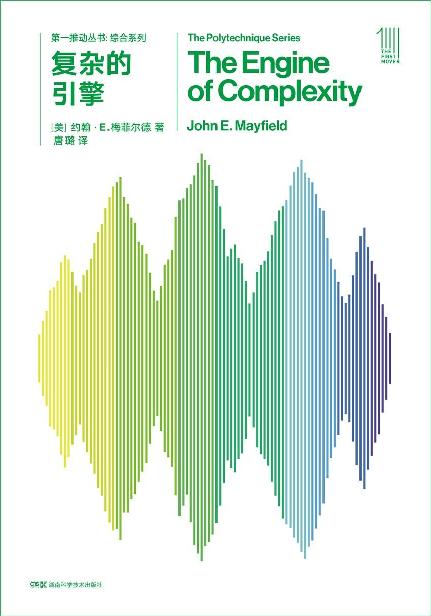 第一推动丛书·综合系列
复杂的
引擎
[美] 约翰·E.梅菲尔德 著
唐璐 译
The Polytechnique Series
The Engine
of Complexity
John E. Mayfield
THE
FIRST
MOVER
湖南科学技术出版社